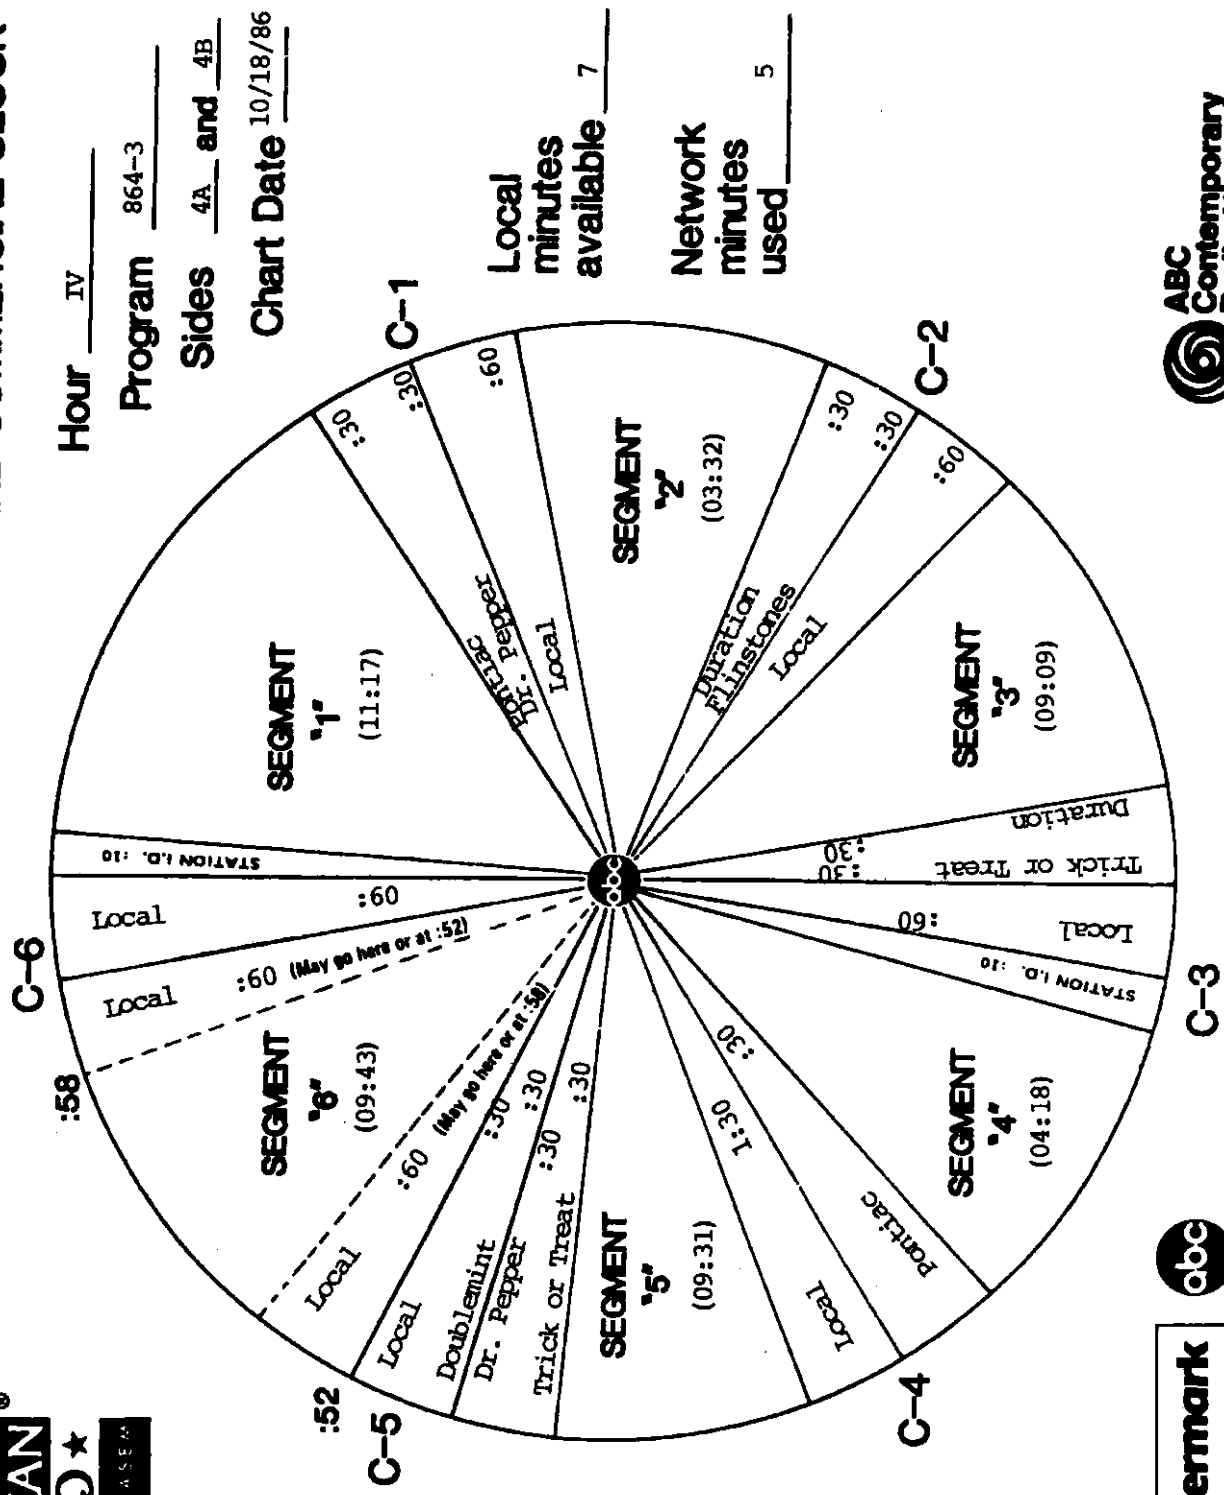 COMMERCIAL CLOCK
Hour IV
Program 864-3
Sides 4A and 4B
Chart Date 10/18/86
Local
minutes
available 7
Network
minutes
used 5
C-1
C-2
C-3
C-4
C-5
C-6
:52
:58
SEGMENT
"1"
(11:17)
Pontiac :30
Dr. Pepper :30
Local :60
SEGMENT
"2"
(03:32)
Duration :30
Flinstones :30
Local :60
SEGMENT
"3"
(09:09)
Duration :30
Trick or Treat :30
Local :60
STATION I.D. :10
SEGMENT
"4"
(04:18)
Pontiac :30
Local 1:30
SEGMENT
"5"
(09:31)
Trick or Treat :30
Dr. Pepper :30
Doublemint :30
Local :30
Local :60 (May go here or at :58)
SEGMENT
"6"
(09:43)
Local :60 (May go here or at :52)
Local :60
STATION I.D. :10
abc
ABC
Contemporary
abc
ermark